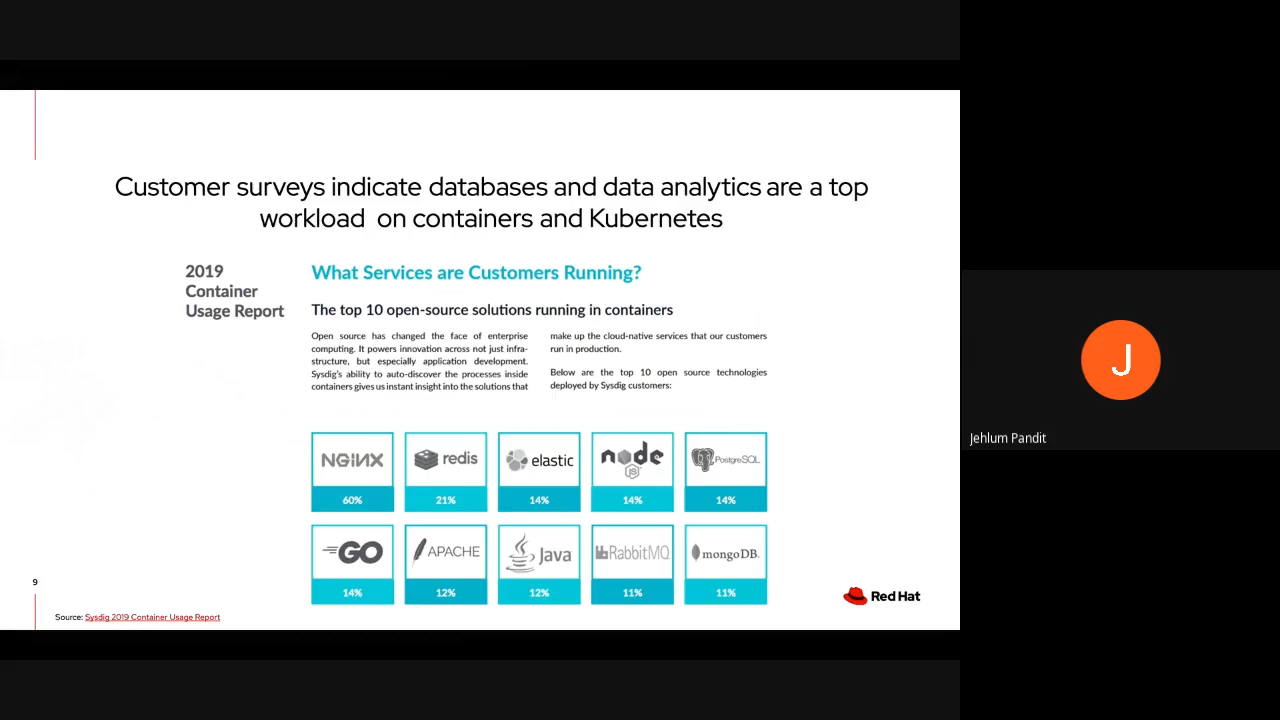 Customer surveys indicate databases and data analytics are a top
workload on containers and Kubernetes
2019
Container
Usage Report
What Services are Customers Running?
The top 10 open-source solutions running in containers
Open source has changed the face of enterprise
computing. It powers innovation across not just infra-
structure, but especially application development.
Sysdig's ability to auto-discover the processes inside
containers gives us instant insight into the solutions that
make up the cloud-native services that our customers
run in production.
Below are the top 10 open source technologies
deployed by Sysdig customers:
NGINX
redis
elastic
node
JS
PostgreSQL
60%
21%
14%
14%
14%
GO
APACHE
Java
RabbitMQ
mongoDB.
14%
12%
12%
11%
11%
9
Red Hat
Source: Sysdig 2019 Container Usage Report
J
Jehlum Pandit